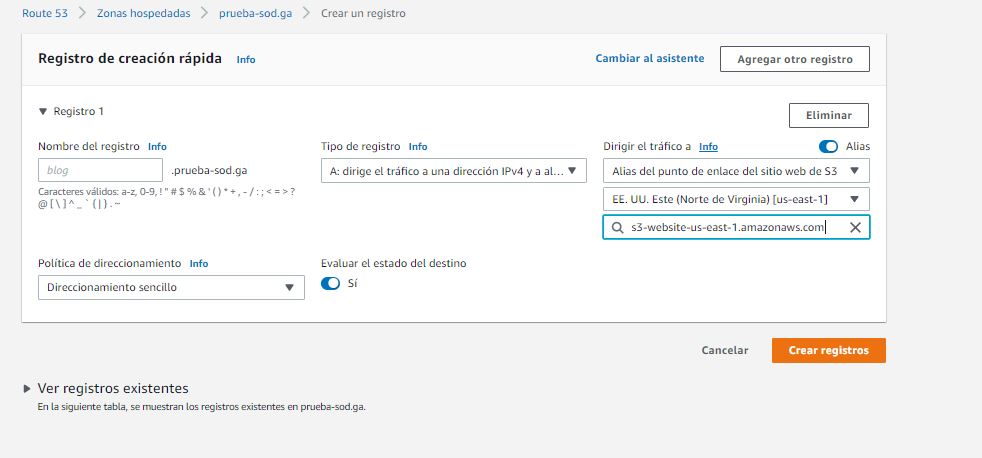 Route 53 > Zonas hospedadas > prueba-sod.ga > Crear un registro
Registro de creación rápida Info
Cambiar al asistente
Agregar otro registro
Registro 1
Eliminar
Nombre del registro Info
Tipo de registro Info
Dirigir el tráfico a Info
Alias
blog
.prueba-sod.ga
A: dirige el tráfico a una dirección IPv4 y a al...
Alias del punto de enlace del sitio web de S3
Caracteres válidos: a-z, 0-9, ! " # $ % & ' ( ) * + , - / : ; < = > ?
@ [ \ ] ^ _ ` { | } . ~
EE. UU. Este (Norte de Virginia) [us-east-1]
s3-website-us-east-1.amazonaws.com
Política de direccionamiento Info
Evaluar el estado del destino
Direccionamiento sencillo
Sí
Cancelar
Crear registros
Ver registros existentes
En la siguiente tabla, se muestran los registros existentes en prueba-sod.ga.